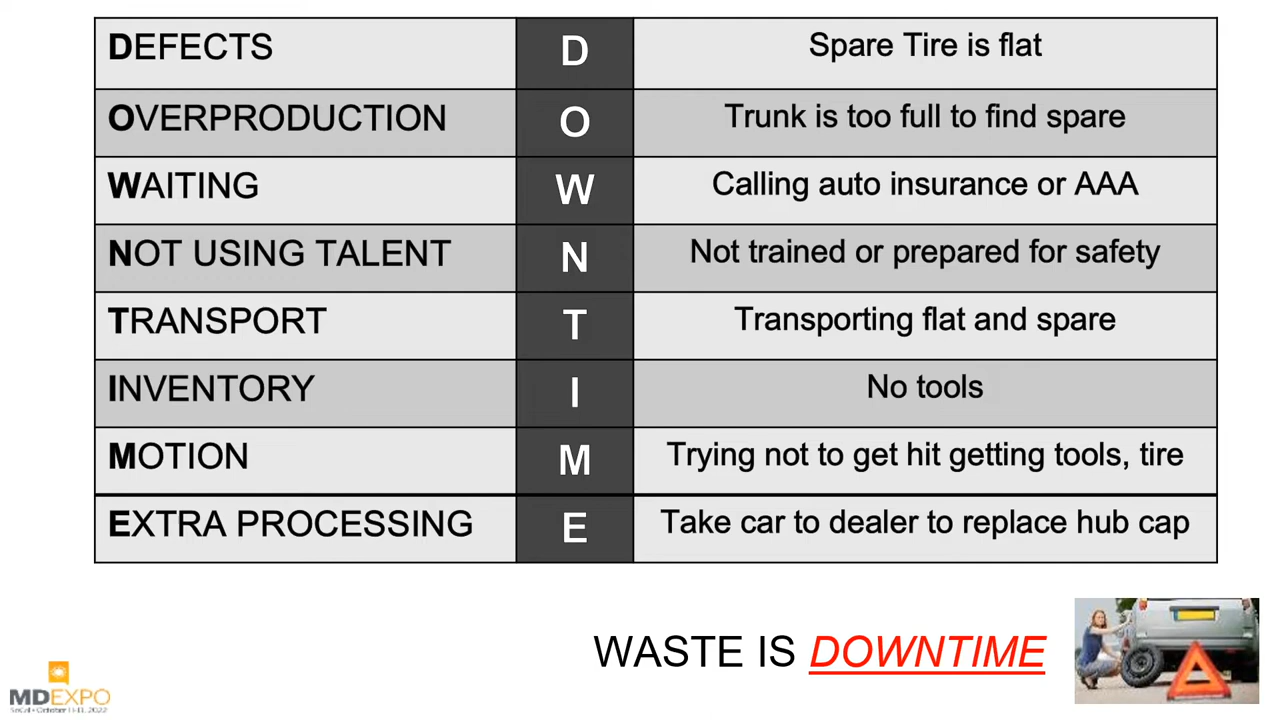 DEFECTS D Spare Tire is flat
OVERPRODUCTION O Trunk is too full to find spare
WAITING W Calling auto insurance or AAA
NOT USING TALENT N Not trained or prepared for safety
TRANSPORT T Transporting flat and spare
INVENTORY I No tools
MOTION M Trying not to get hit getting tools, tire
EXTRA PROCESSING E Take car to dealer to replace hub cap
WASTE IS DOWNTIME
MDEXPO